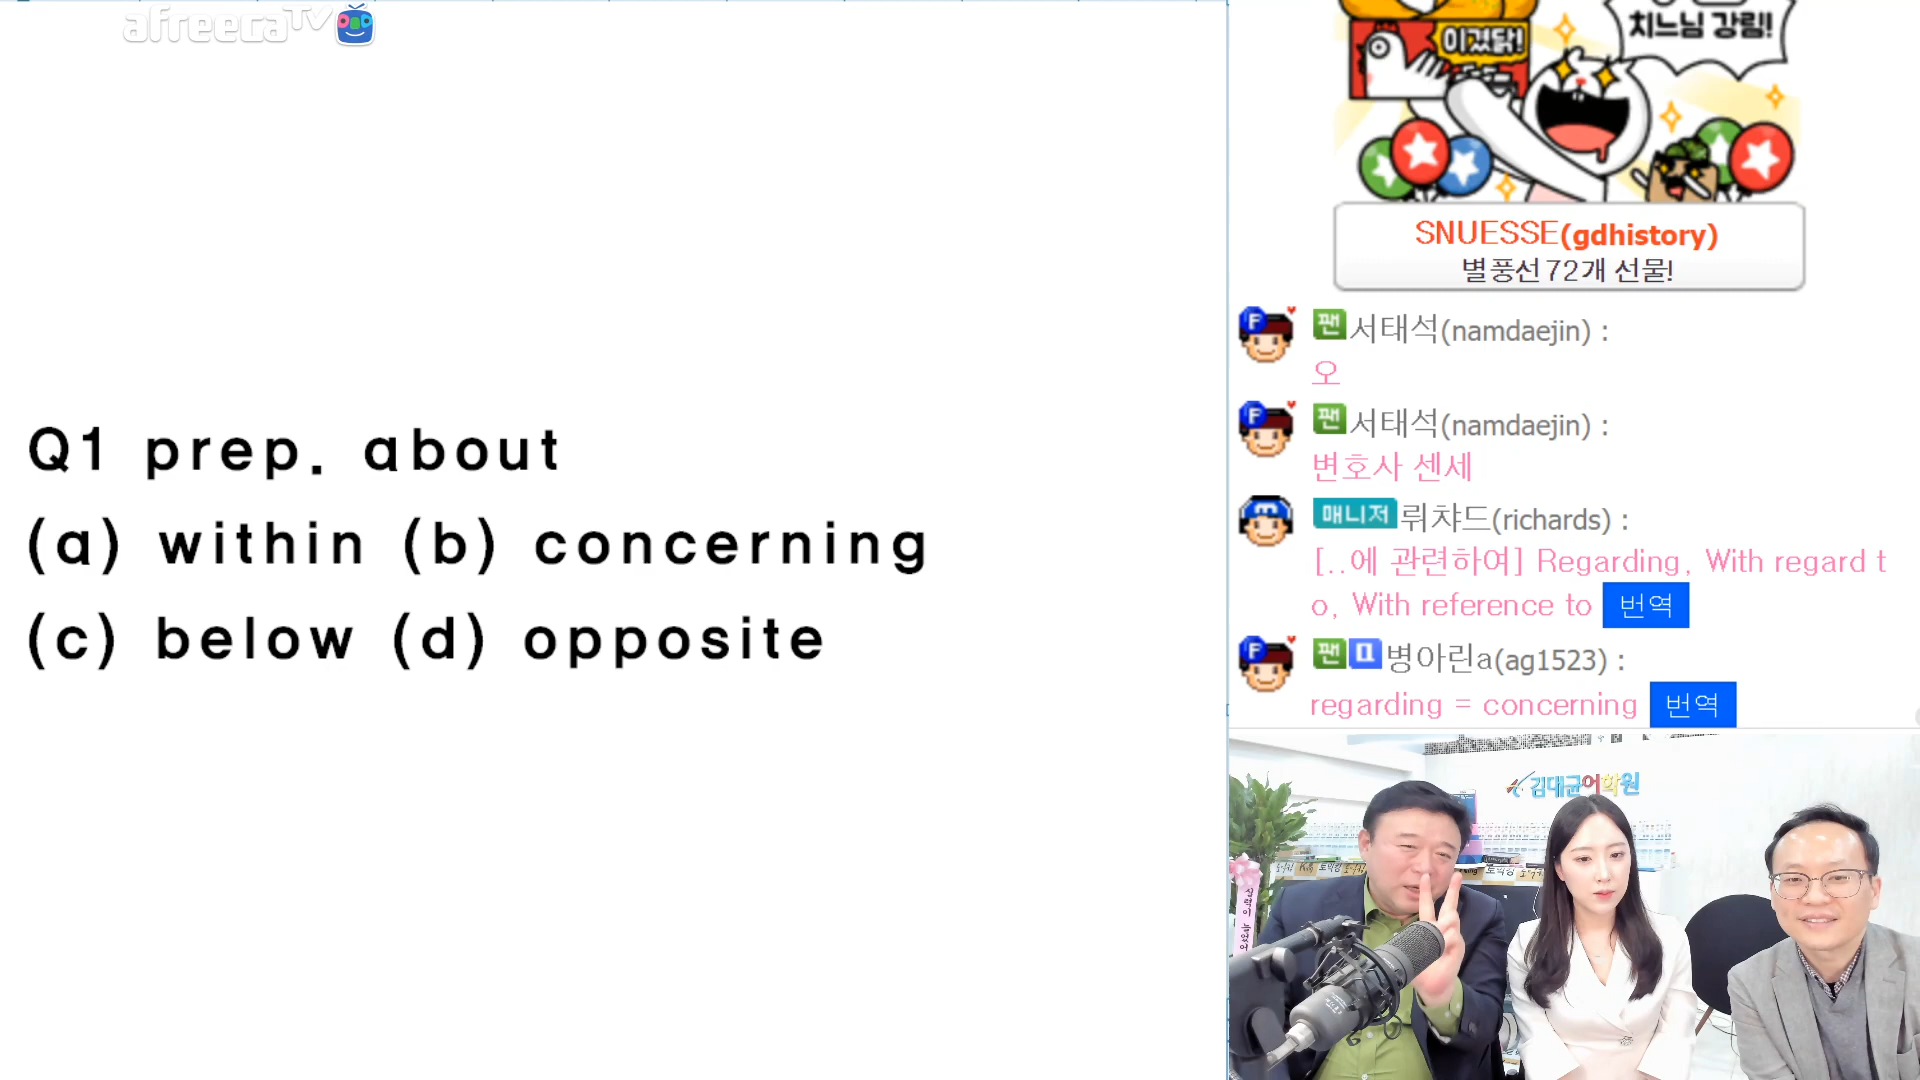 afreecaTV
Q1 prep. about
(a) within (b) concerning
(c) below (d) opposite
이겼닭!
치느님 강림!
SNUESSE(gdhistory)
별풍선 72개 선물!
팬 서태석(namdaejin) :
오
팬 서태석(namdaejin) :
변호사 센세
매니저 뤼챠드(richards) :
[..에 관련하여] Regarding, With regard t
o, With reference to 번역
팬 병아린a(ag1523) :
regarding = concerning 번역
김대균어학원